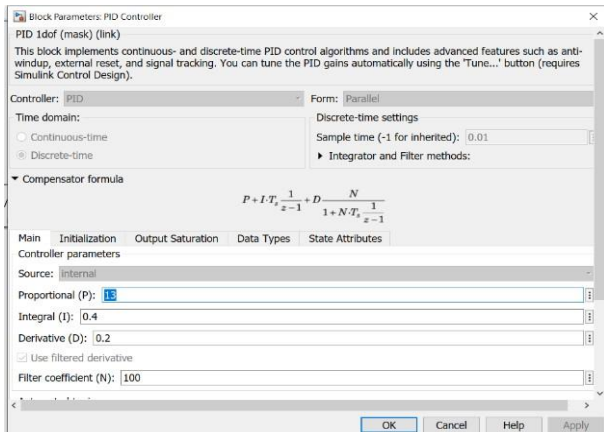 Block Parameters: PID Controller
PID 1dof (mask) (link)
This block implements continuous- and discrete-time PID control algorithms and includes advanced features such as anti-
windup, external reset, and signal tracking. You can tune the PID gains automatically using the 'Tune...' button (requires
Simulink Control Design).
Controller: PID Form: Parallel
Time domain: Discrete-time settings
Continuous-time Sample time (-1 for inherited): 0.01
Discrete-time Integrator and Filter methods:
Compensator formula
P + I·T_s 1/(z−1) + D N/(1 + N·T_s 1/(z−1))
Main Initialization Output Saturation Data Types State Attributes
Controller parameters
Source: internal
Proportional (P): 13
Integral (I): 0.4
Derivative (D): 0.2
Use filtered derivative
Filter coefficient (N): 100
OK Cancel Help Apply